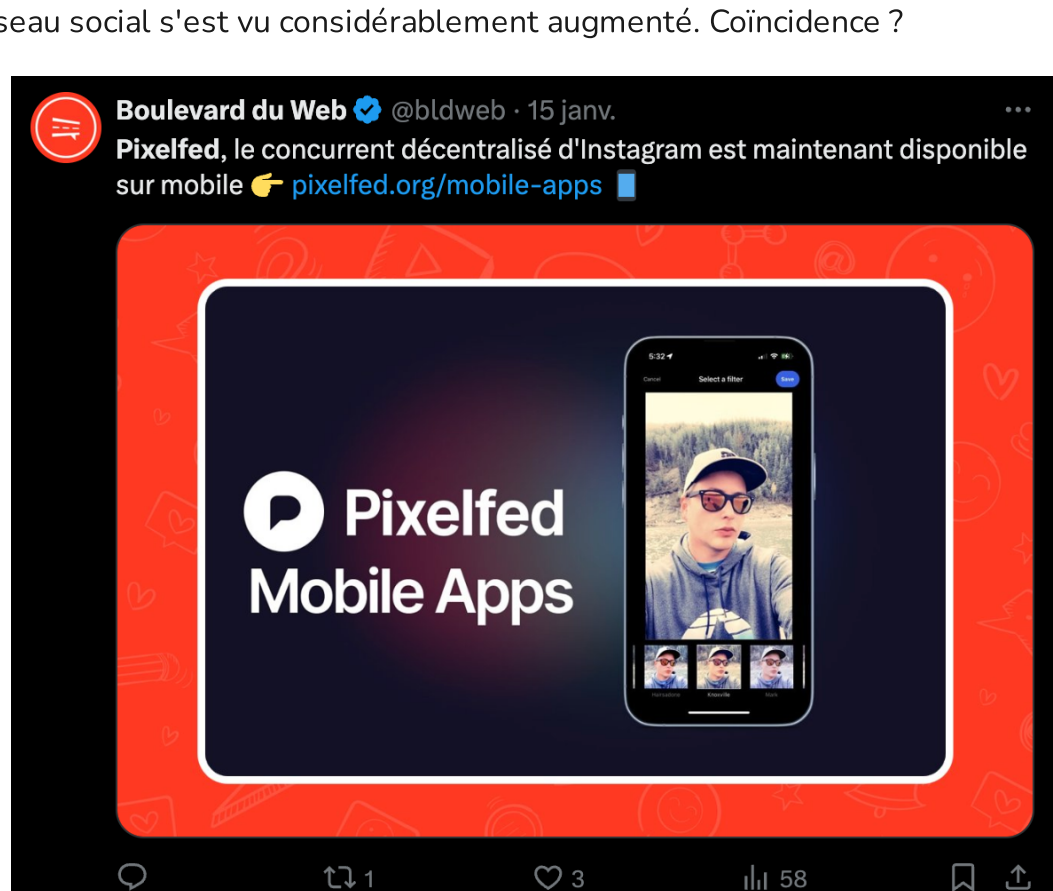 seau social s'est vu considérablement augmenté. Coïncidence ?
Boulevard du Web @bldweb · 15 janv.
Pixelfed, le concurrent décentralisé d'Instagram est maintenant disponible
sur mobile 👉 pixelfed.org/mobile-apps 📱
5:32
Cancel Select a filter Save
Pixelfed
Mobile Apps
Knoxville Mark
1 3 58